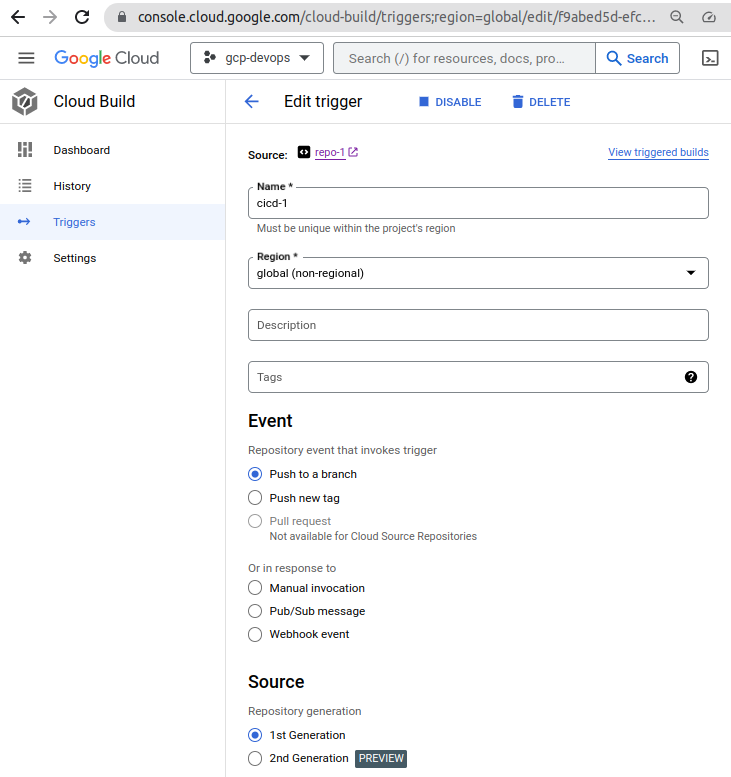 console.cloud.google.com/cloud-build/triggers;region=global/edit/f9abed5d-efc...
Google Cloud
gcp-devops
Search (/) for resources, docs, pro...
Search
Cloud Build
Edit trigger
DISABLE
DELETE
Dashboard
History
Triggers
Settings
Source: repo-1
View triggered builds
Name *
cicd-1
Must be unique within the project's region
Region *
global (non-regional)
Description
Tags
Event
Repository event that invokes trigger
Push to a branch
Push new tag
Pull request
Not available for Cloud Source Repositories
Or in response to
Manual invocation
Pub/Sub message
Webhook event
Source
Repository generation
1st Generation
2nd Generation PREVIEW